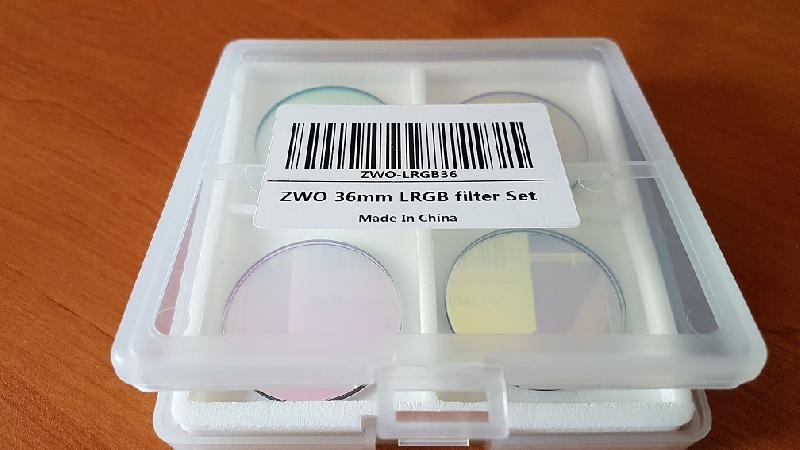 ZWO-LRGB36
ZWO 36mm LRGB filter Set
Made In China